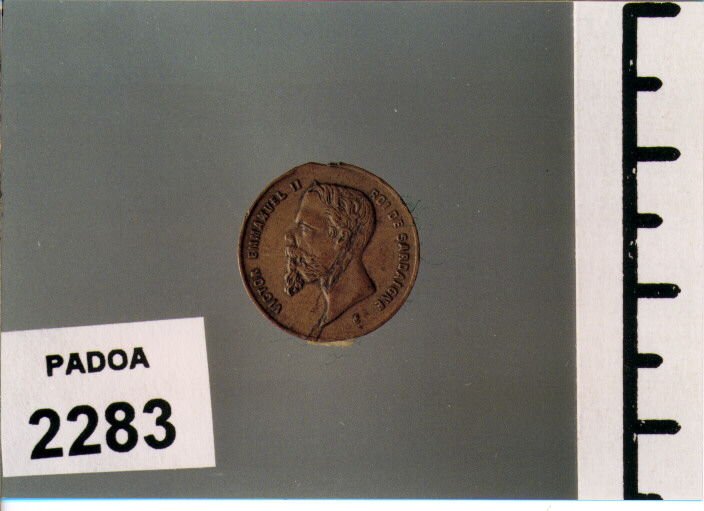 VICTOR EMMANUEL II ROI DE SARDAIGNE
PADOA
2283